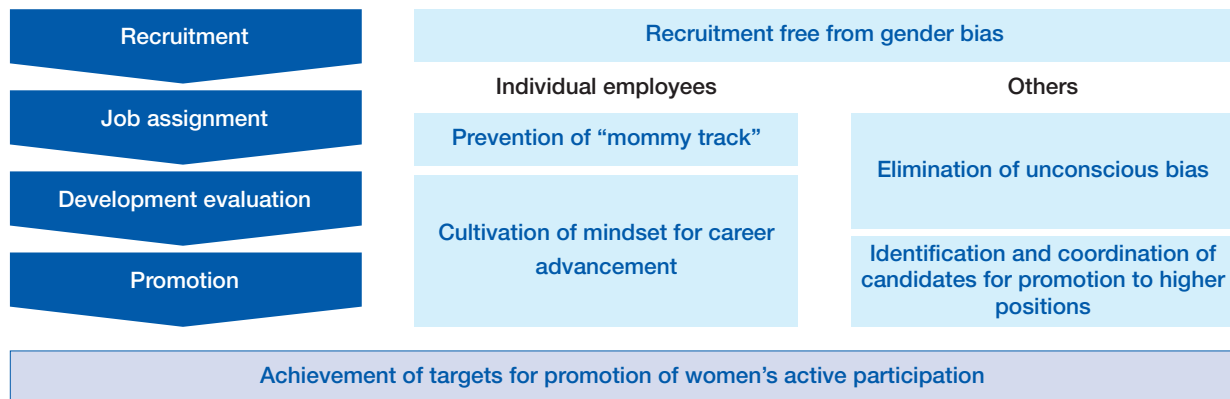 Recruitment
Recruitment free from gender bias
Individual employees
Others
Job assignment
Prevention of “mommy track”
Elimination of unconscious bias
Development evaluation
Cultivation of mindset for career
advancement
Promotion
Identification and coordination of
candidates for promotion to higher
positions
Achievement of targets for promotion of women’s active participation